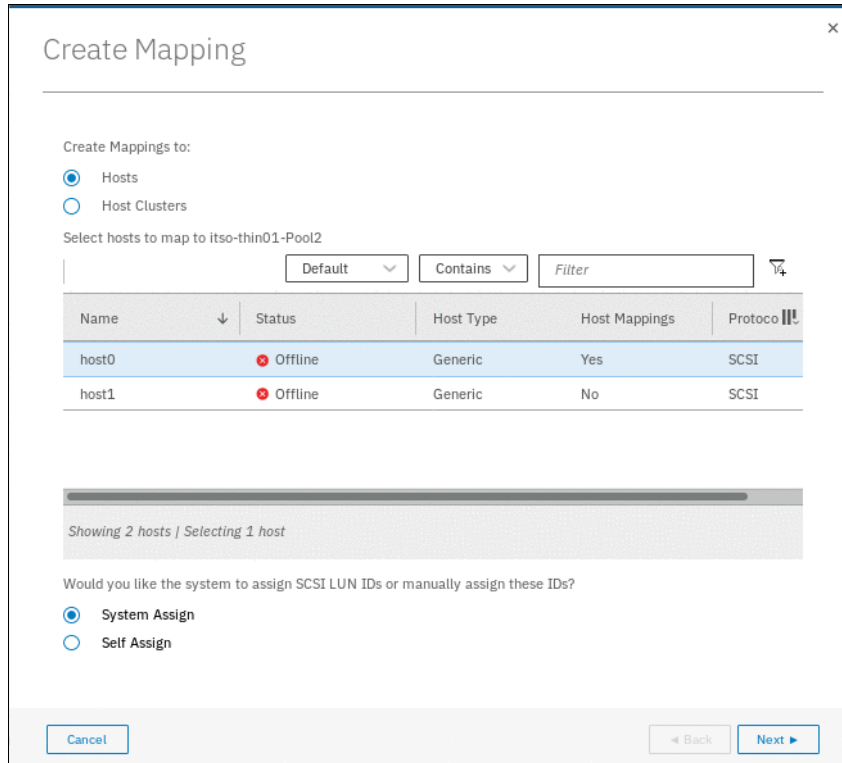 Create Mapping
Create Mappings to:
Hosts
Host Clusters
Select hosts to map to itso-thin01-Pool2
Default Contains Filter
Name Status Host Type Host Mappings Protoco
host0 Offline Generic Yes SCSI
host1 Offline Generic No SCSI
Showing 2 hosts | Selecting 1 host
Would you like the system to assign SCSI LUN IDs or manually assign these IDs?
System Assign
Self Assign
Cancel Back Next